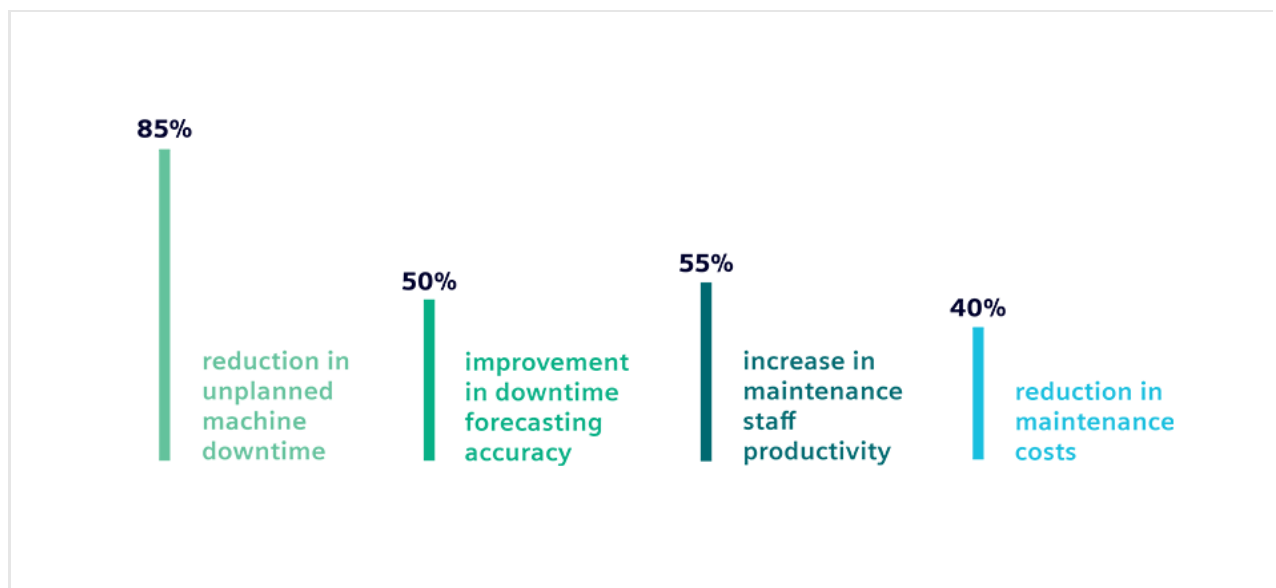 85%
reduction in
unplanned
machine
downtime
50%
improvement
in downtime
forecasting
accuracy
55%
increase in
maintenance
staff
productivity
40%
reduction in
maintenance
costs